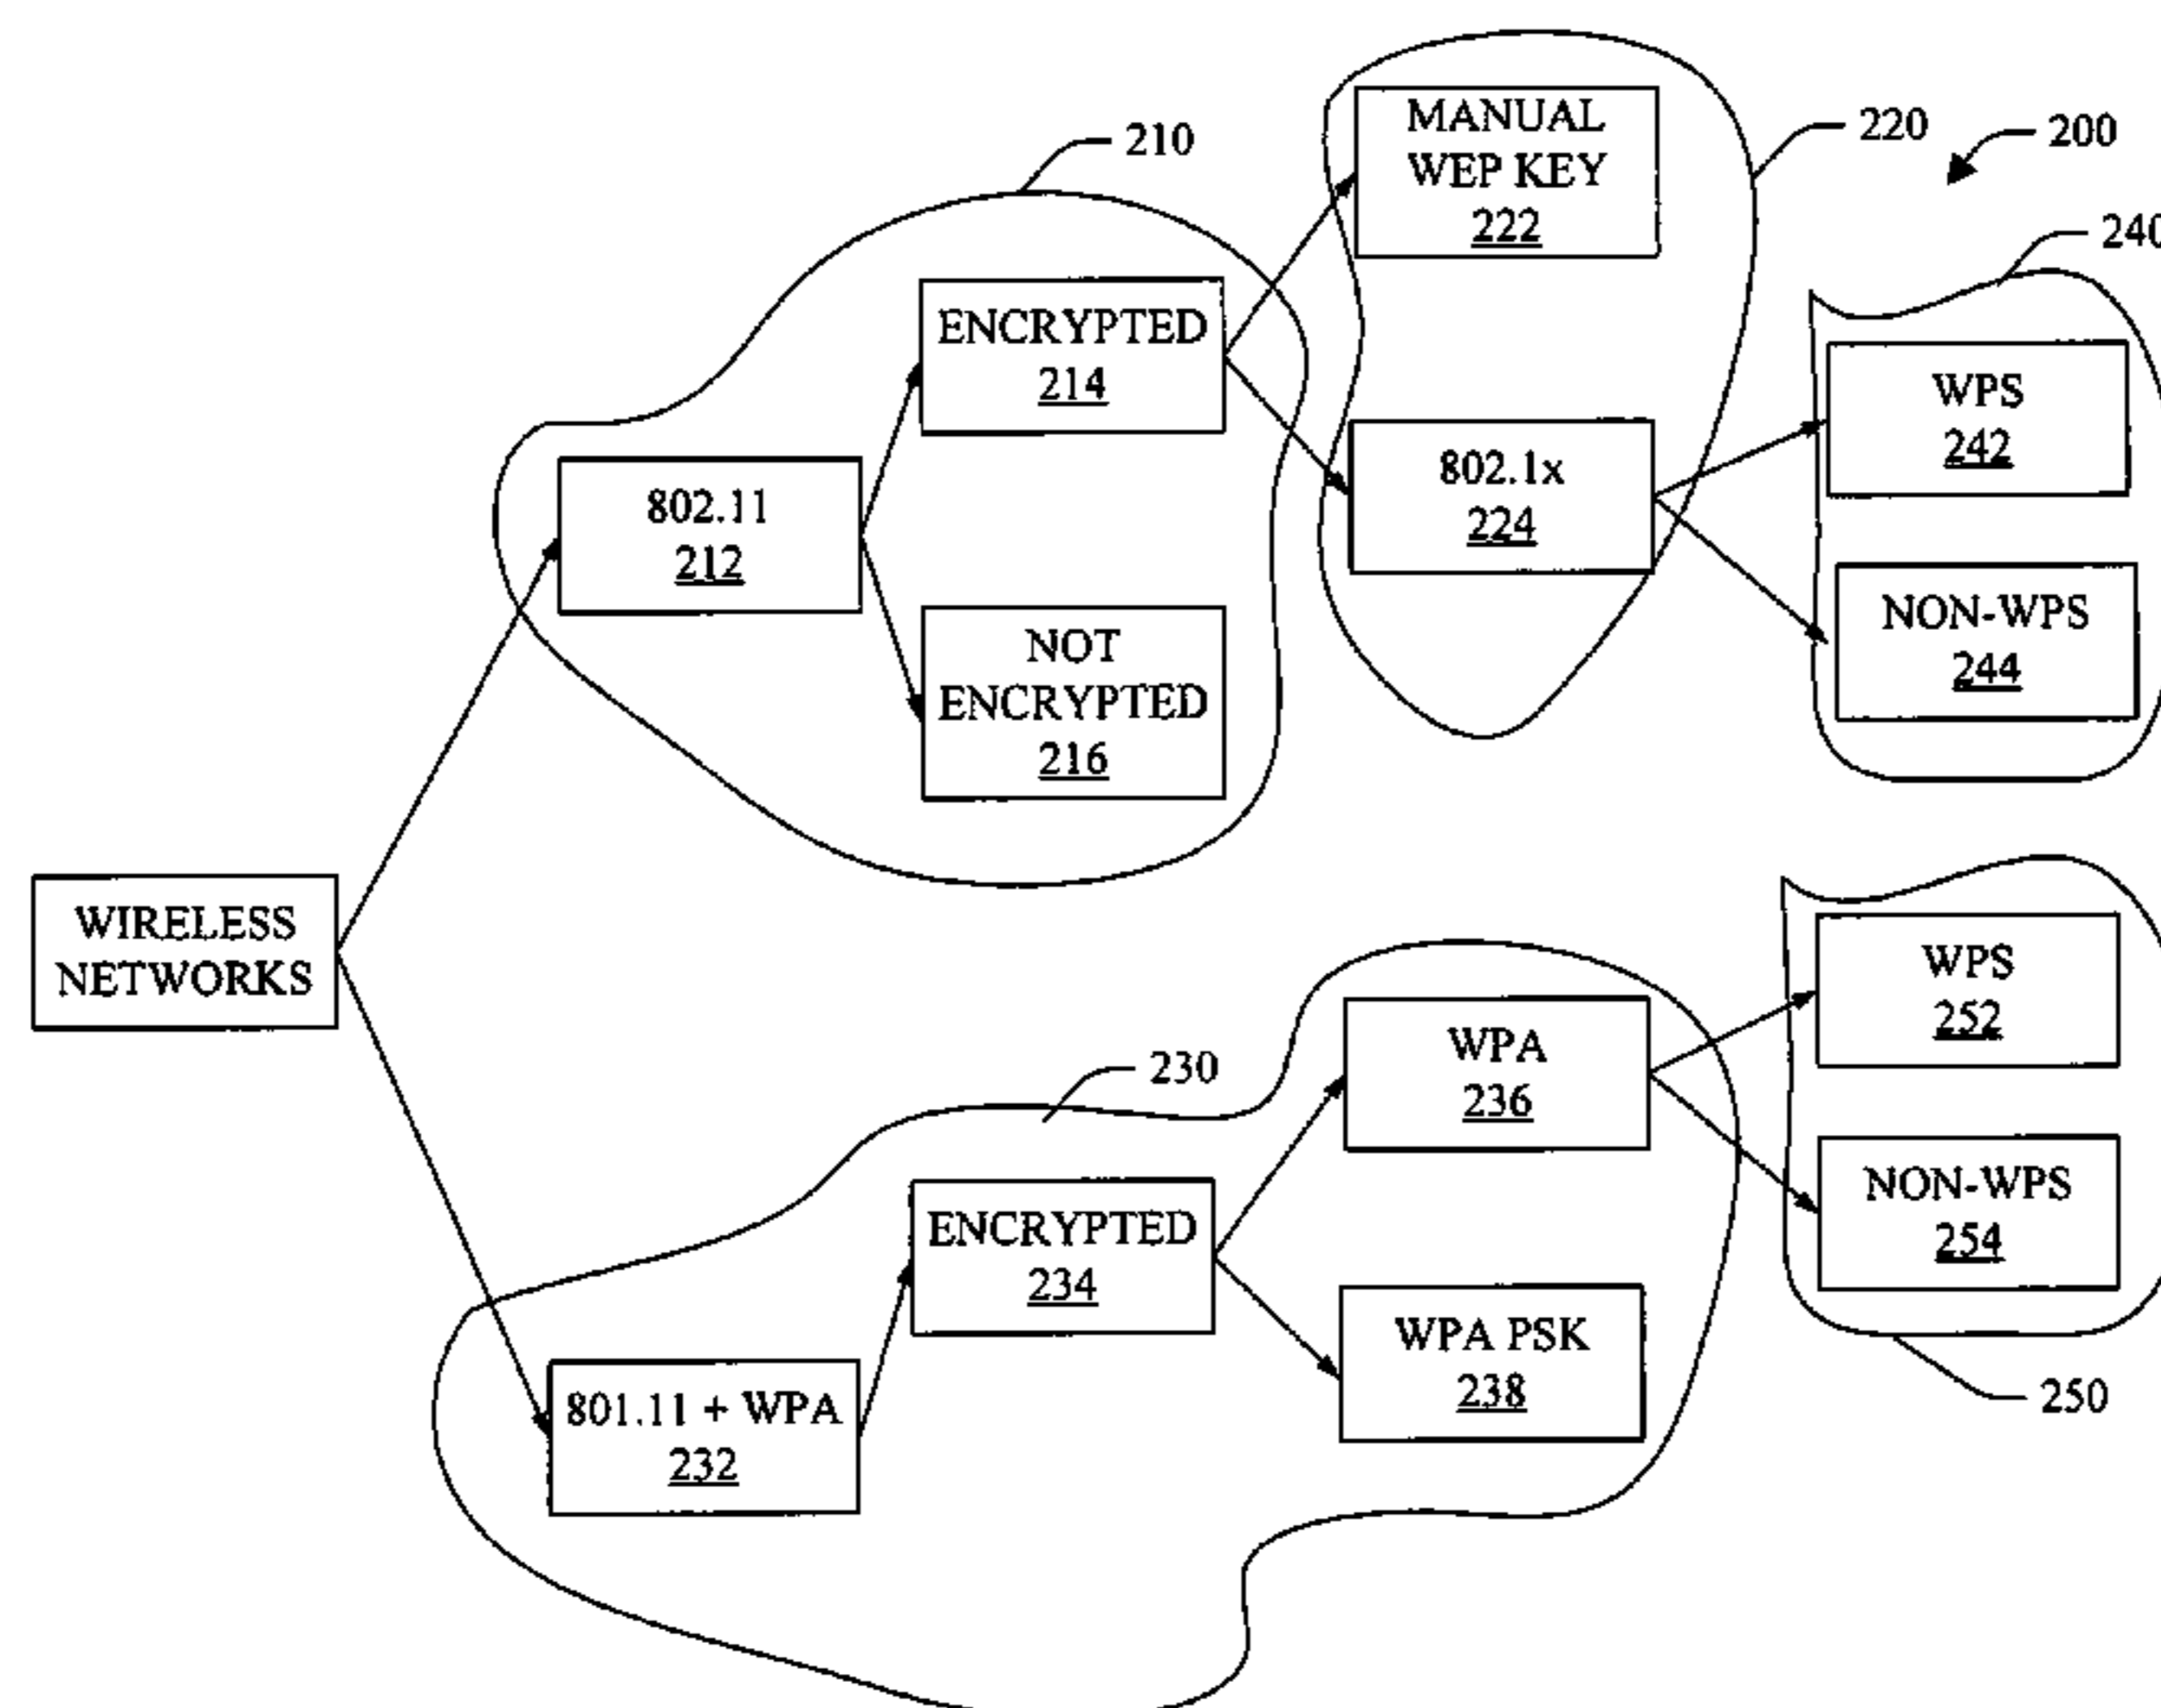 MANUAL
WEP KEY
222
220
200
210
240
ENCRYPTED
214
WPS
242
802.11
212
802.1x
224
NON-WPS
244
NOT
ENCRYPTED
216
WIRELESS
NETWORKS
WPS
252
WPA
236
230
ENCRYPTED
234
NON-WPS
254
WPA PSK
238
250
801.11 + WPA
232